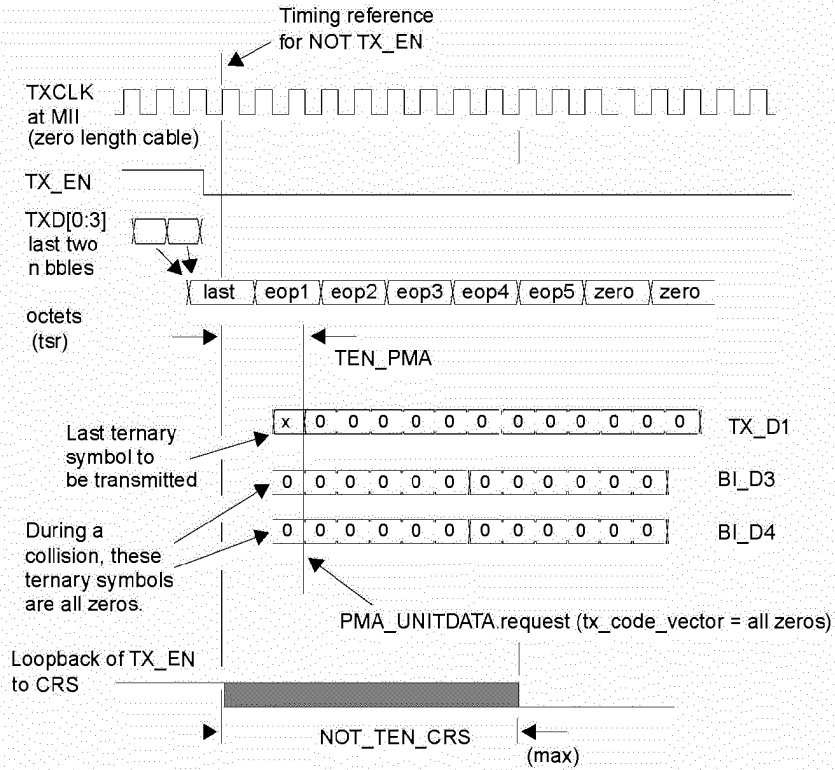 Timing reference
for NOT TX_EN
TXCLK
at MII
(zero length cable)
TX_EN
TXD[0:3]
last two
n bbles
last eop1 eop2 eop3 eop4 eop5 zero zero
octets
(tsr)
TEN_PMA
x 0 0 0 0 0 0 0 0 0 0 0 0
TX_D1
Last ternary
symbol to
be transmitted
0 0 0 0 0 0 0 0 0 0 0 0
BI_D3
0 0 0 0 0 0 0 0 0 0 0 0
BI_D4
During a
collision, these
ternary symbols
are all zeros.
PMA_UNITDATA.request (tx_code_vector = all zeros)
Loopback of TX_EN
to CRS
NOT_TEN_CRS
(max)